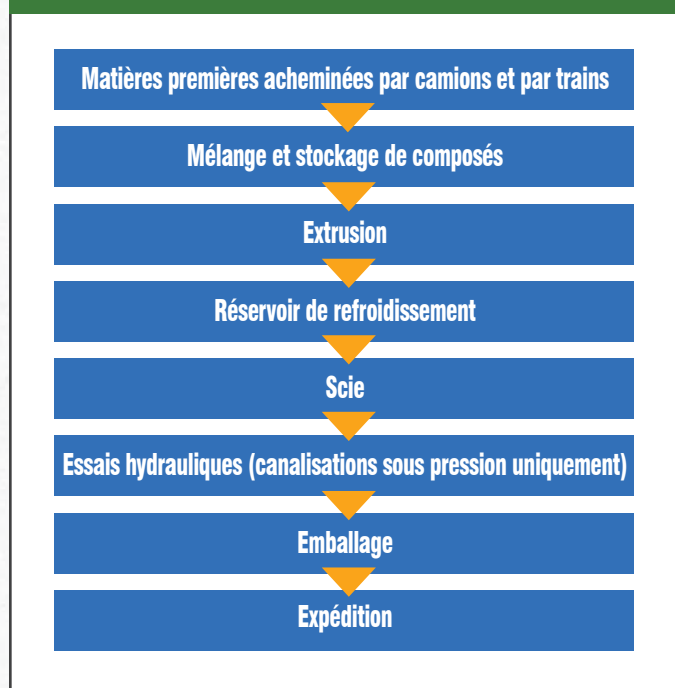 Matières premières acheminées par camions et par trains
Mélange et stockage de composés
Extrusion
Réservoir de refroidissement
Scie
Essais hydrauliques (canalisations sous pression uniquement)
Emballage
Expédition